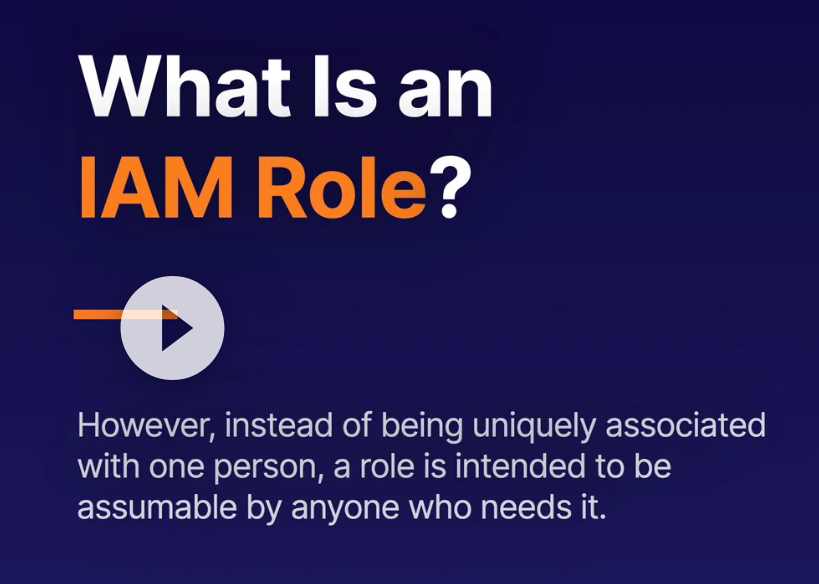 What Is an
IAM Role?
However, instead of being uniquely associated
with one person, a role is intended to be
assumable by anyone who needs it.